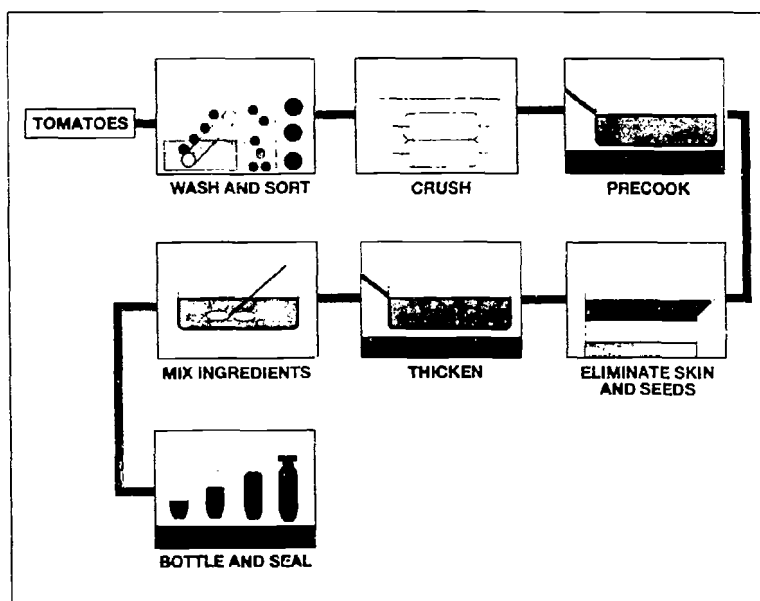 TOMATOES
WASH AND SORT
CRUSH
PRECOOK
ELIMINATE SKIN
AND SEEDS
THICKEN
MIX INGREDIENTS
BOTTLE AND SEAL